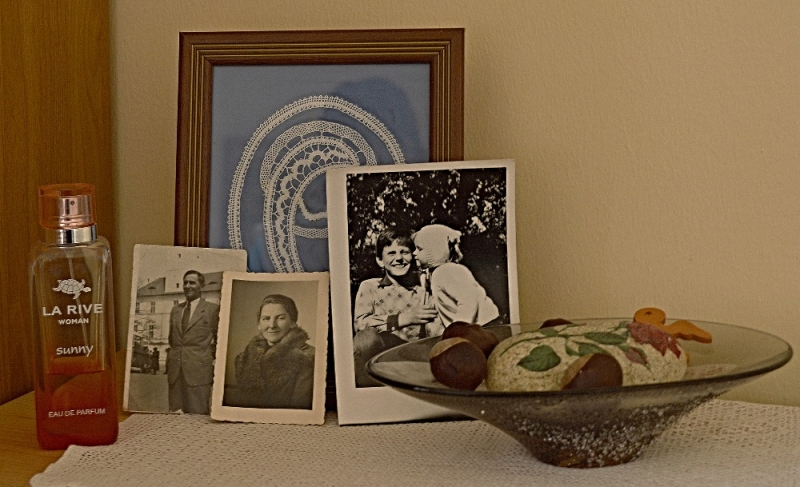 LA RIVE
WOMAN
sunny
EAU DE PARFUM